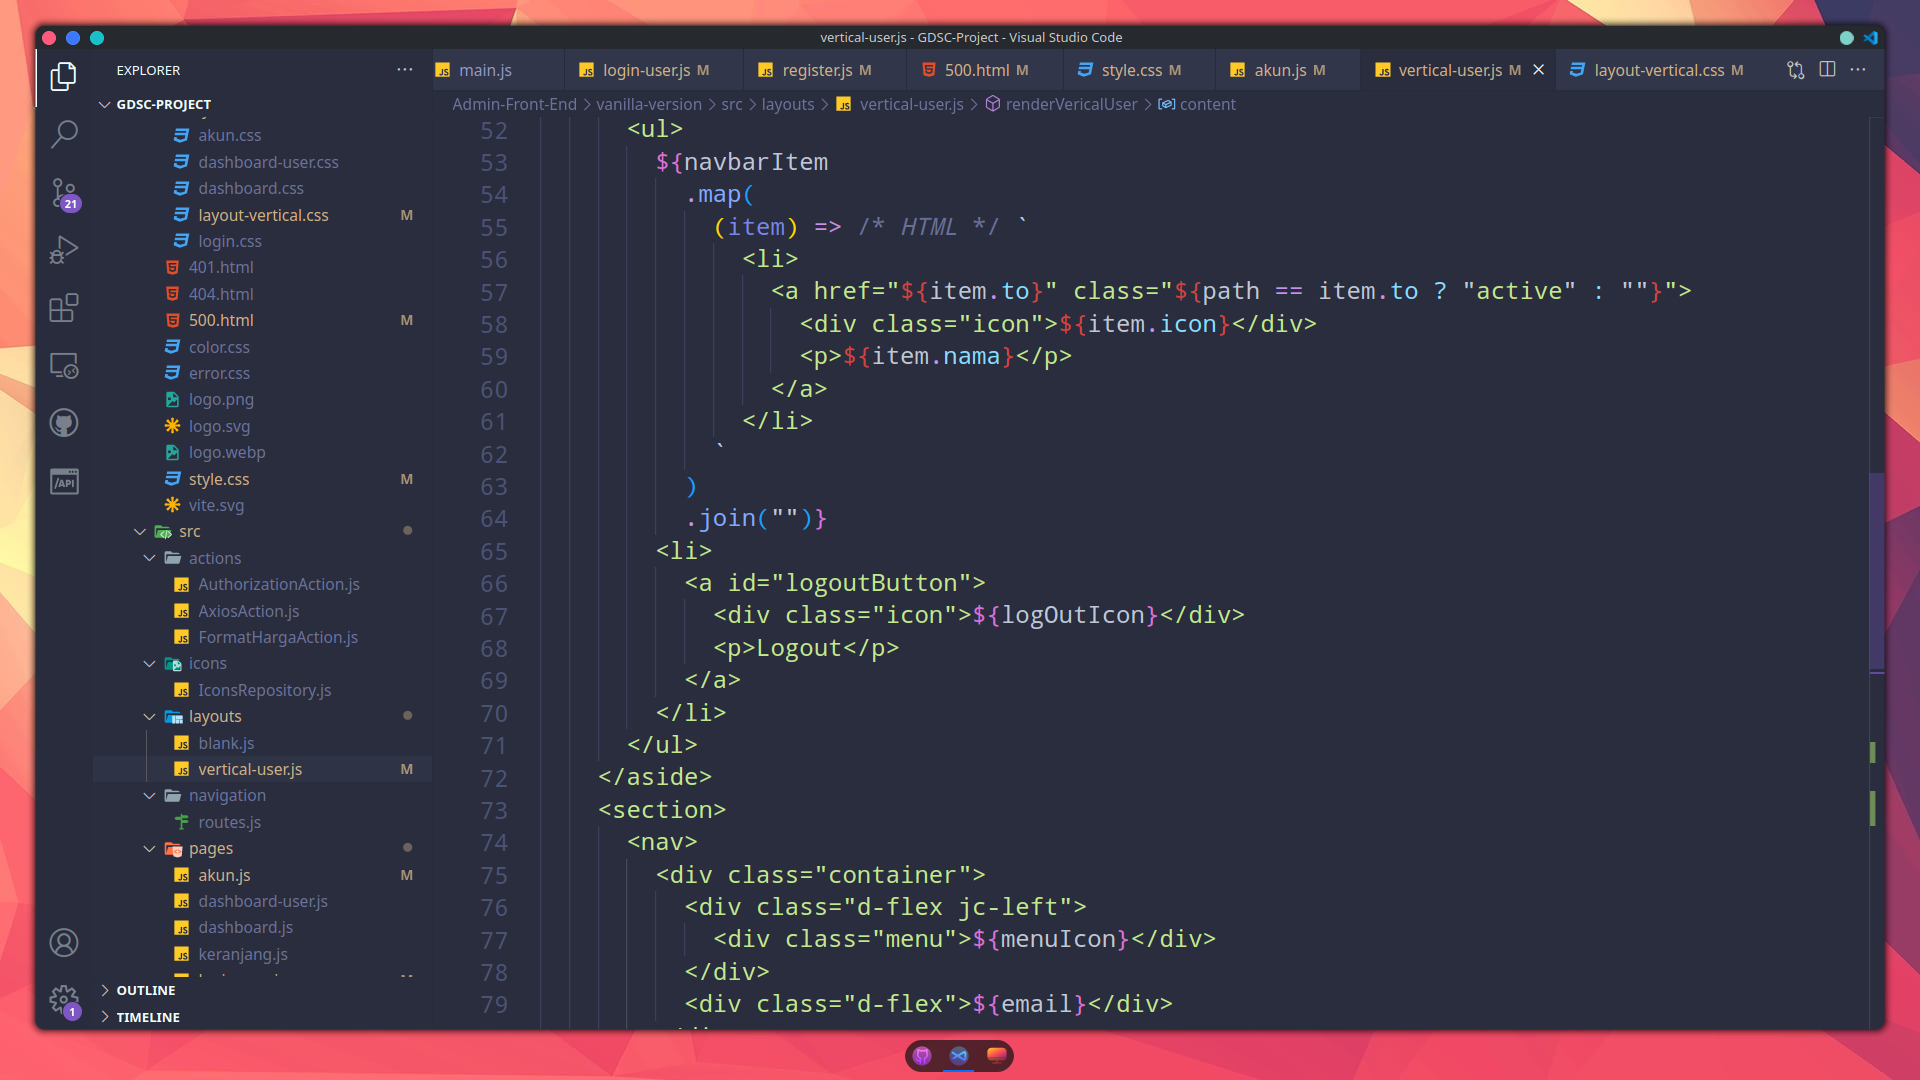 vertical-user.js - GDSC-Project - Visual Studio Code
EXPLORER
main.js
login-user.js M
register.js M
500.html M
style.css M
akun.js M
vertical-user.js M
layout-vertical.css M
GDSC-PROJECT
Admin-Front-End > vanilla-version > src > layouts > vertical-user.js > renderVericalUser > content
akun.css
dashboard-user.css
dashboard.css
layout-vertical.css M
login.css
401.html
404.html
500.html M
color.css
error.css
logo.png
logo.svg
logo.webp
style.css M
vite.svg
src
actions
AuthorizationAction.js
AxiosAction.js
FormatHargaAction.js
icons
IconsRepository.js
layouts
blank.js
vertical-user.js M
navigation
routes.js
pages
akun.js M
dashboard-user.js
dashboard.js
keranjang.js
OUTLINE
TIMELINE
21
/API
1
52 <ul>
53 ${navbarItem
54 .map(
55 (item) => /* HTML */ `
56 <li>
57 <a href="${item.to}" class="${path == item.to ? "active" : ""}">
58 <div class="icon">${item.icon}</div>
59 <p>${item.nama}</p>
60 </a>
61 </li>
62 `
63 )
64 .join("")}
65 <li>
66 <a id="logoutButton">
67 <div class="icon">${logOutIcon}</div>
68 <p>Logout</p>
69 </a>
70 </li>
71 </ul>
72 </aside>
73 <section>
74 <nav>
75 <div class="container">
76 <div class="d-flex jc-left">
77 <div class="menu">${menuIcon}</div>
78 </div>
79 <div class="d-flex">${email}</div>